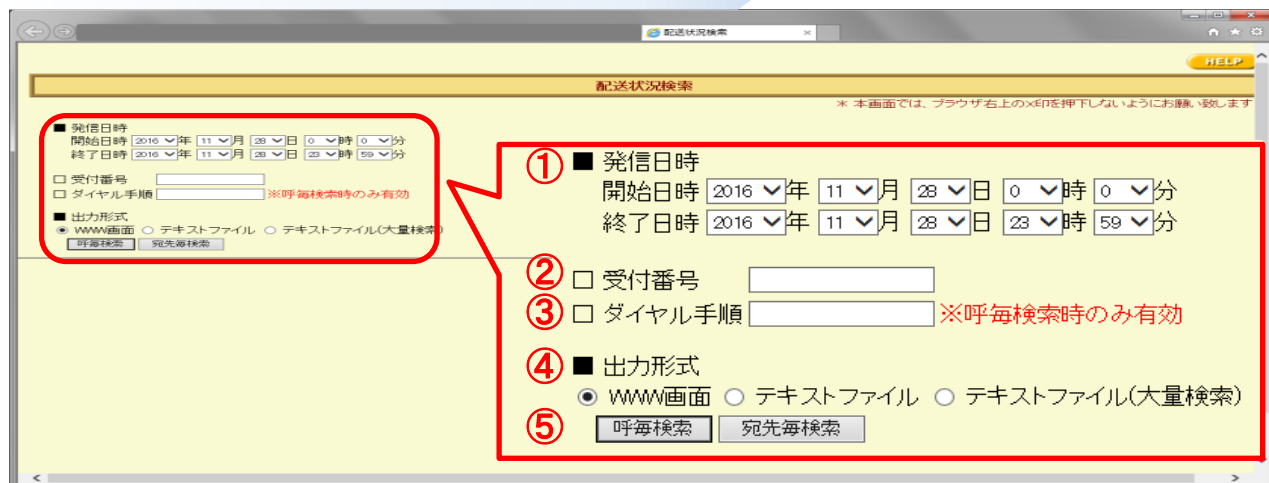 配送状況検索
HELP
配送状況検索
* 本画面では、ブラウザ右上の×印を押下しないようにお願い致します
■ 発信日時
開始日時 2016 年 11 月 28 日 0 時 0 分
終了日時 2016 年 11 月 28 日 23 時 59 分
□ 受付番号
□ ダイヤル手順 ※呼毎検索時のみ有効
■ 出力形式
WWW画面 テキストファイル テキストファイル(大量検索)
呼毎検索 宛先毎検索
① ■ 発信日時
開始日時 2016 年 11 月 28 日 0 時 0 分
終了日時 2016 年 11 月 28 日 23 時 59 分
② □ 受付番号
③ □ ダイヤル手順 ※呼毎検索時のみ有効
④ ■ 出力形式
WWW画面 テキストファイル テキストファイル(大量検索)
⑤ 呼毎検索 宛先毎検索